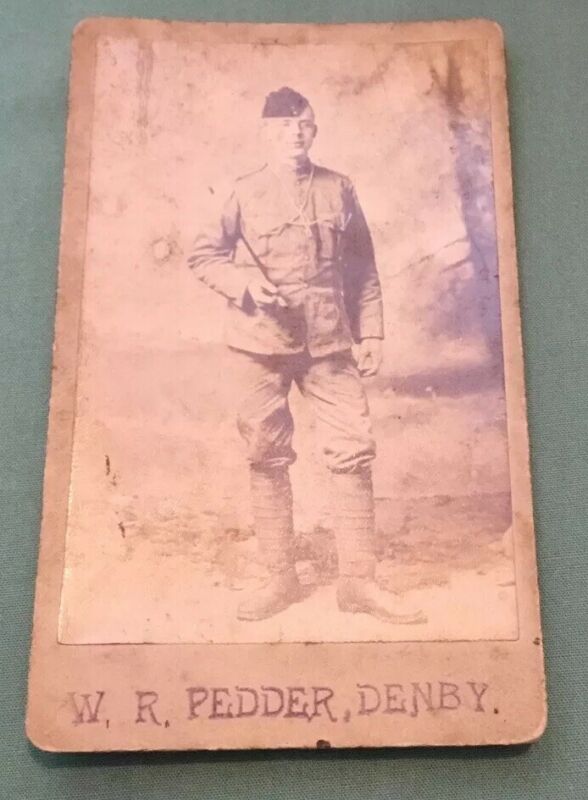 W. R. PEDDER, DENBY.